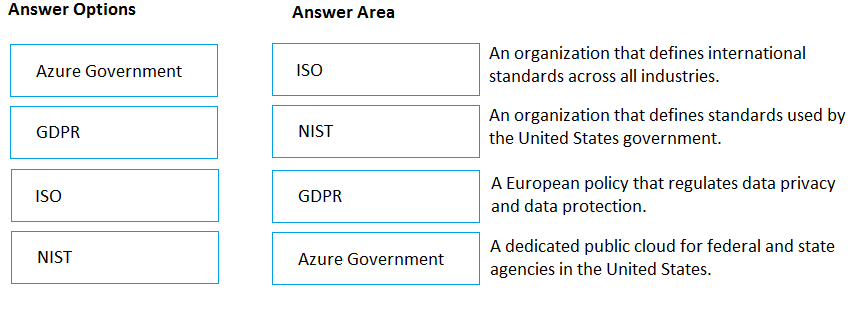 Answer Options
Answer Area
Azure Government
ISO
An organization that defines international
standards across all industries.
GDPR
NIST
An organization that defines standards used by
the United States government.
ISO
GDPR
A European policy that regulates data privacy
and data protection.
NIST
Azure Government
A dedicated public cloud for federal and state
agencies in the United States.